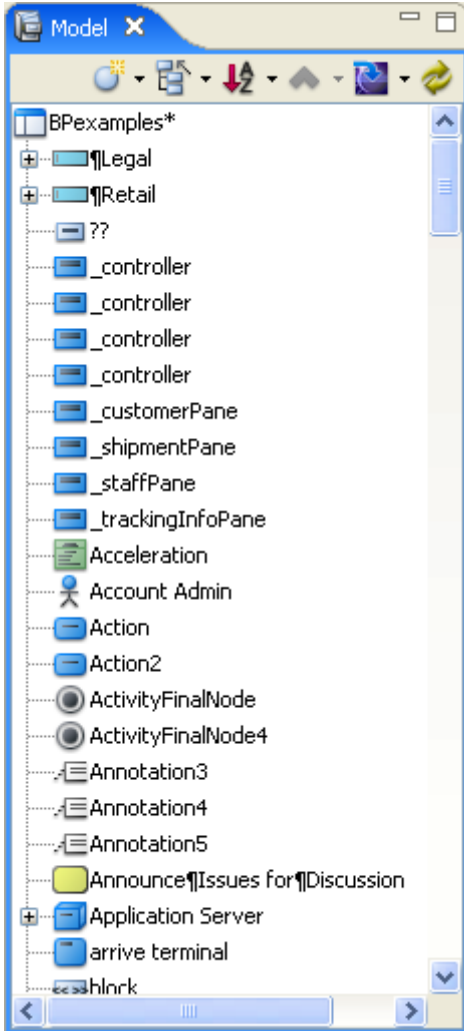 Model
BPexamples*
¶Legal
¶Retail
??
_controller
_controller
_controller
_controller
_customerPane
_shipmentPane
_staffPane
_trackingInfoPane
Acceleration
Account Admin
Action
Action2
ActivityFinalNode
ActivityFinalNode4
Annotation3
Annotation4
Annotation5
Announce¶Issues for¶Discussion
Application Server
arrive terminal
block